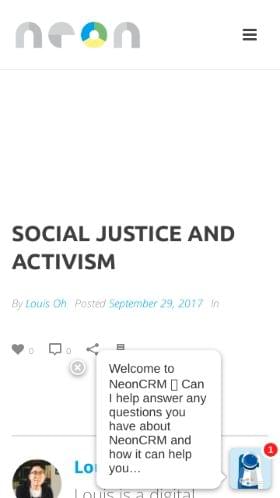 neon
SOCIAL JUSTICE AND
ACTIVISM
By Louis Oh Posted September 29, 2017 In
0 0
Welcome to
NeonCRM ▯ Can
I help answer any
questions you
have about
NeonCRM and
how it can help
you…
1
Lou
Louis is a digital